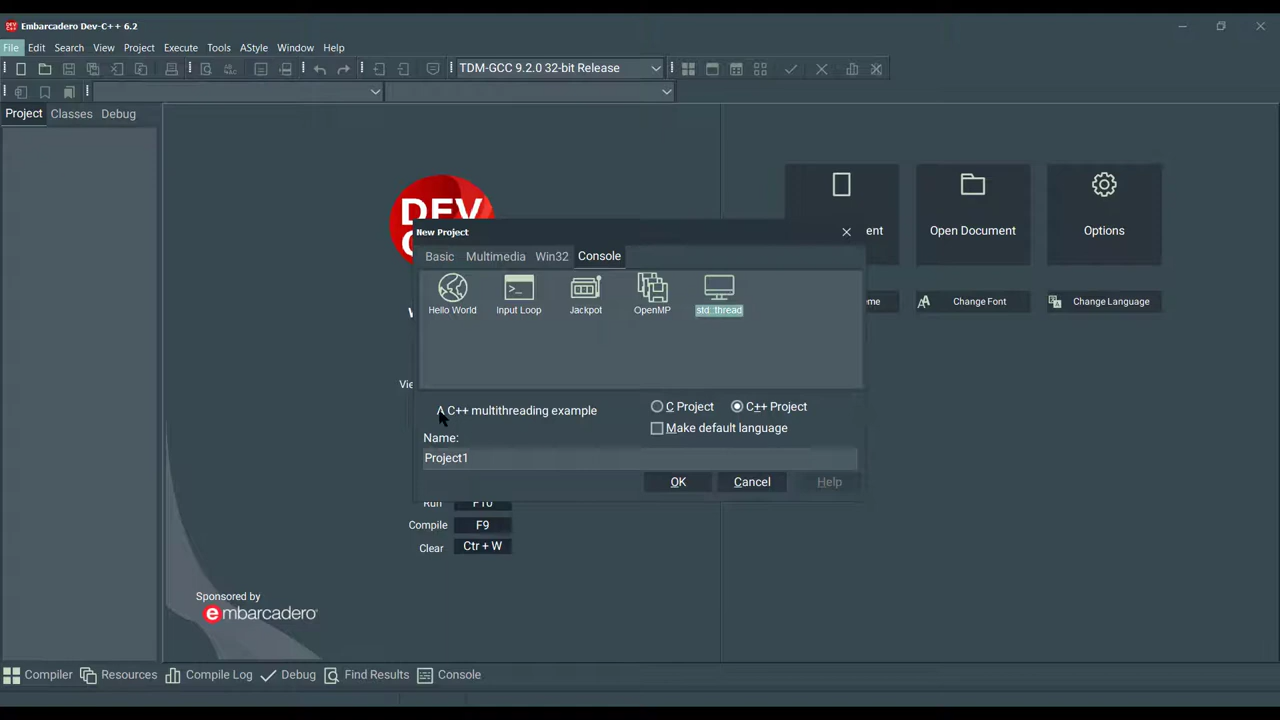 Embarcadero Dev-C++ 6.2
File Edit Search View Project Execute Tools AStyle Window Help
TDM-GCC 9.2.0 32-bit Release
Project Classes Debug
DEV
ent
Open Document
Options
Change Font
Change Language
New Project
Basic Multimedia Win32 Console
Hello World Input Loop Jackpot OpenMP std::thread
A C++ multithreading example
C Project C++ Project
Make default language
Name:
Project1
OK Cancel Help
Run F10
Compile F9
Clear Ctr + W
Sponsored by
embarcadero
Compiler Resources Compile Log Debug Find Results Console